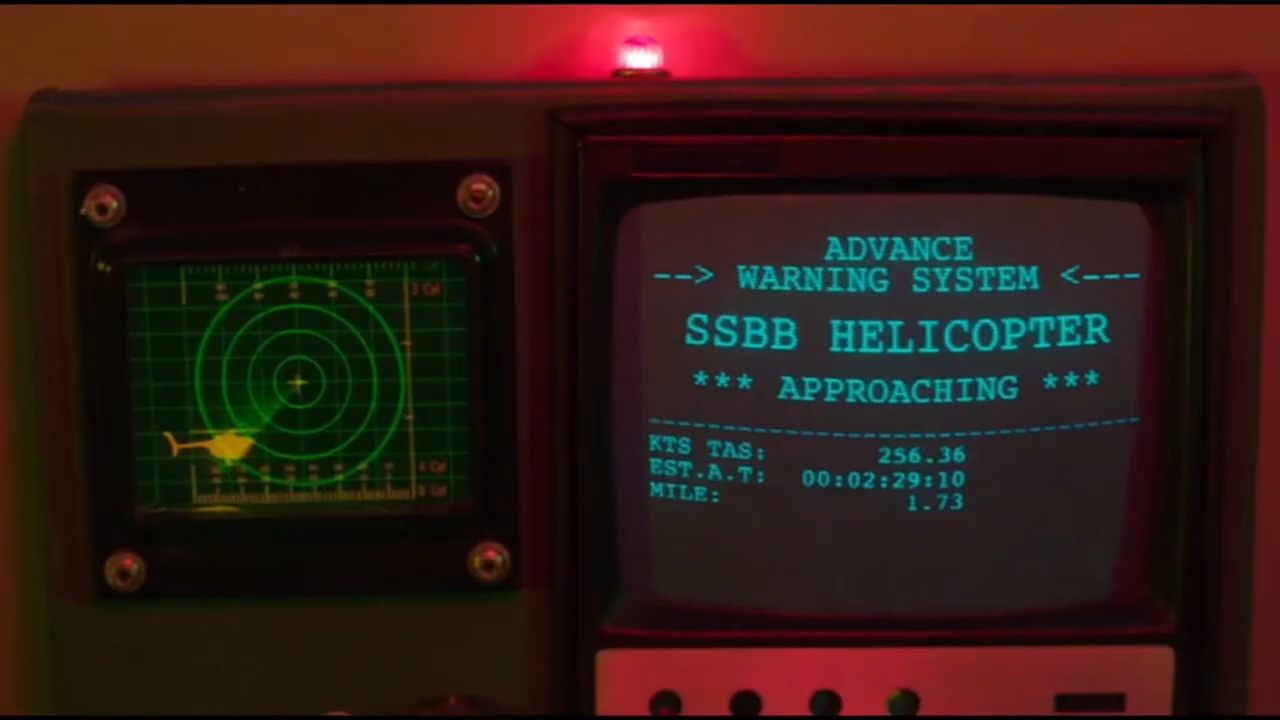 ADVANCE
--> WARNING SYSTEM <---
SSBB HELICOPTER
*** APPROACHING ***
KTS TAS: 256.36
EST.A.T: 00:02:29:10
MILE: 1.73